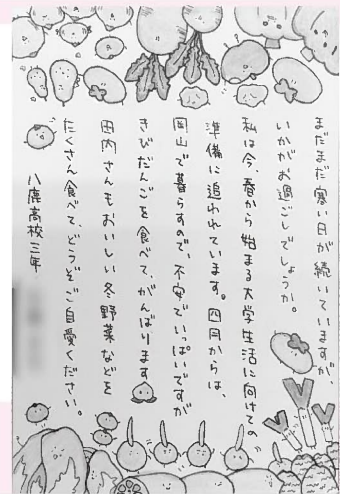 まだまだ寒い日が続いていますが、
いかがお過ごしでしょうか。
私は今、春から始まる大学生活に向けての
準備に追われています。四月からは、
岡山で暮らすので、不安でいっぱいですが
きびだんごを食べて、がんばります
田内さんもおいしい冬野菜などを
たくさん食べて、どうぞご自愛ください。
八鹿高校三年